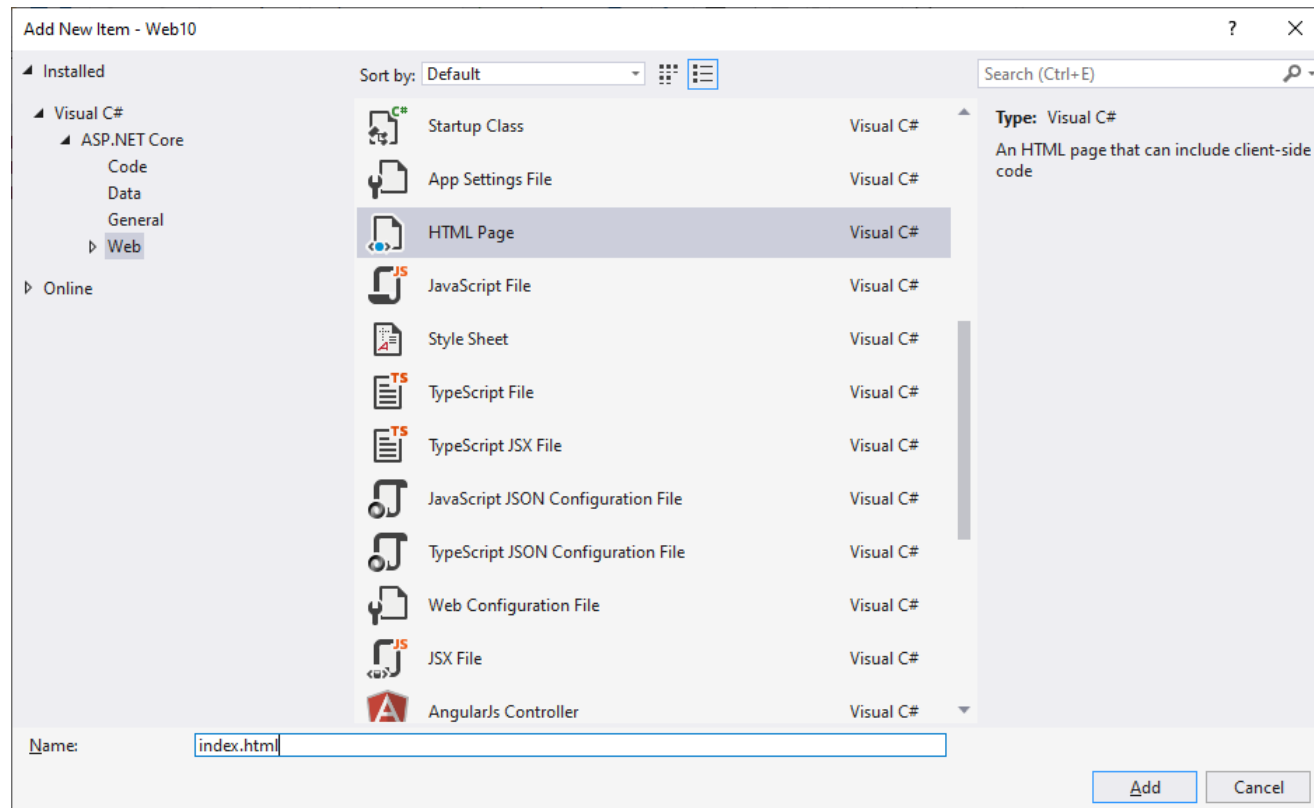 Add New Item - Web10
?
Installed
Sort by: Default
Search (Ctrl+E)
Visual C#
ASP.NET Core
Code
Data
General
Web
Online
C#
Startup Class Visual C#
App Settings File Visual C#
HTML Page Visual C#
JS
JavaScript File Visual C#
Style Sheet Visual C#
TS
TypeScript File Visual C#
TS
TypeScript JSX File Visual C#
JavaScript JSON Configuration File Visual C#
TypeScript JSON Configuration File Visual C#
Web Configuration File Visual C#
JS
JSX File Visual C#
AngularJs Controller Visual C#
Type: Visual C#
An HTML page that can include client-side
code
Name: index.html
Add Cancel